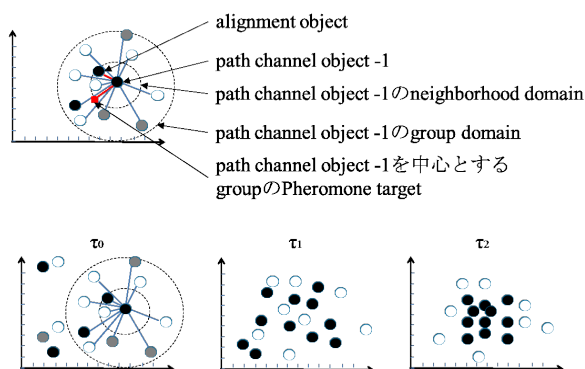 alignment object
path channel object -1
path channel object -1のneighborhood domain
path channel object -1のgroup domain
path channel object -1を中心とする
groupのPheromone target
τ0
τ1
τ2